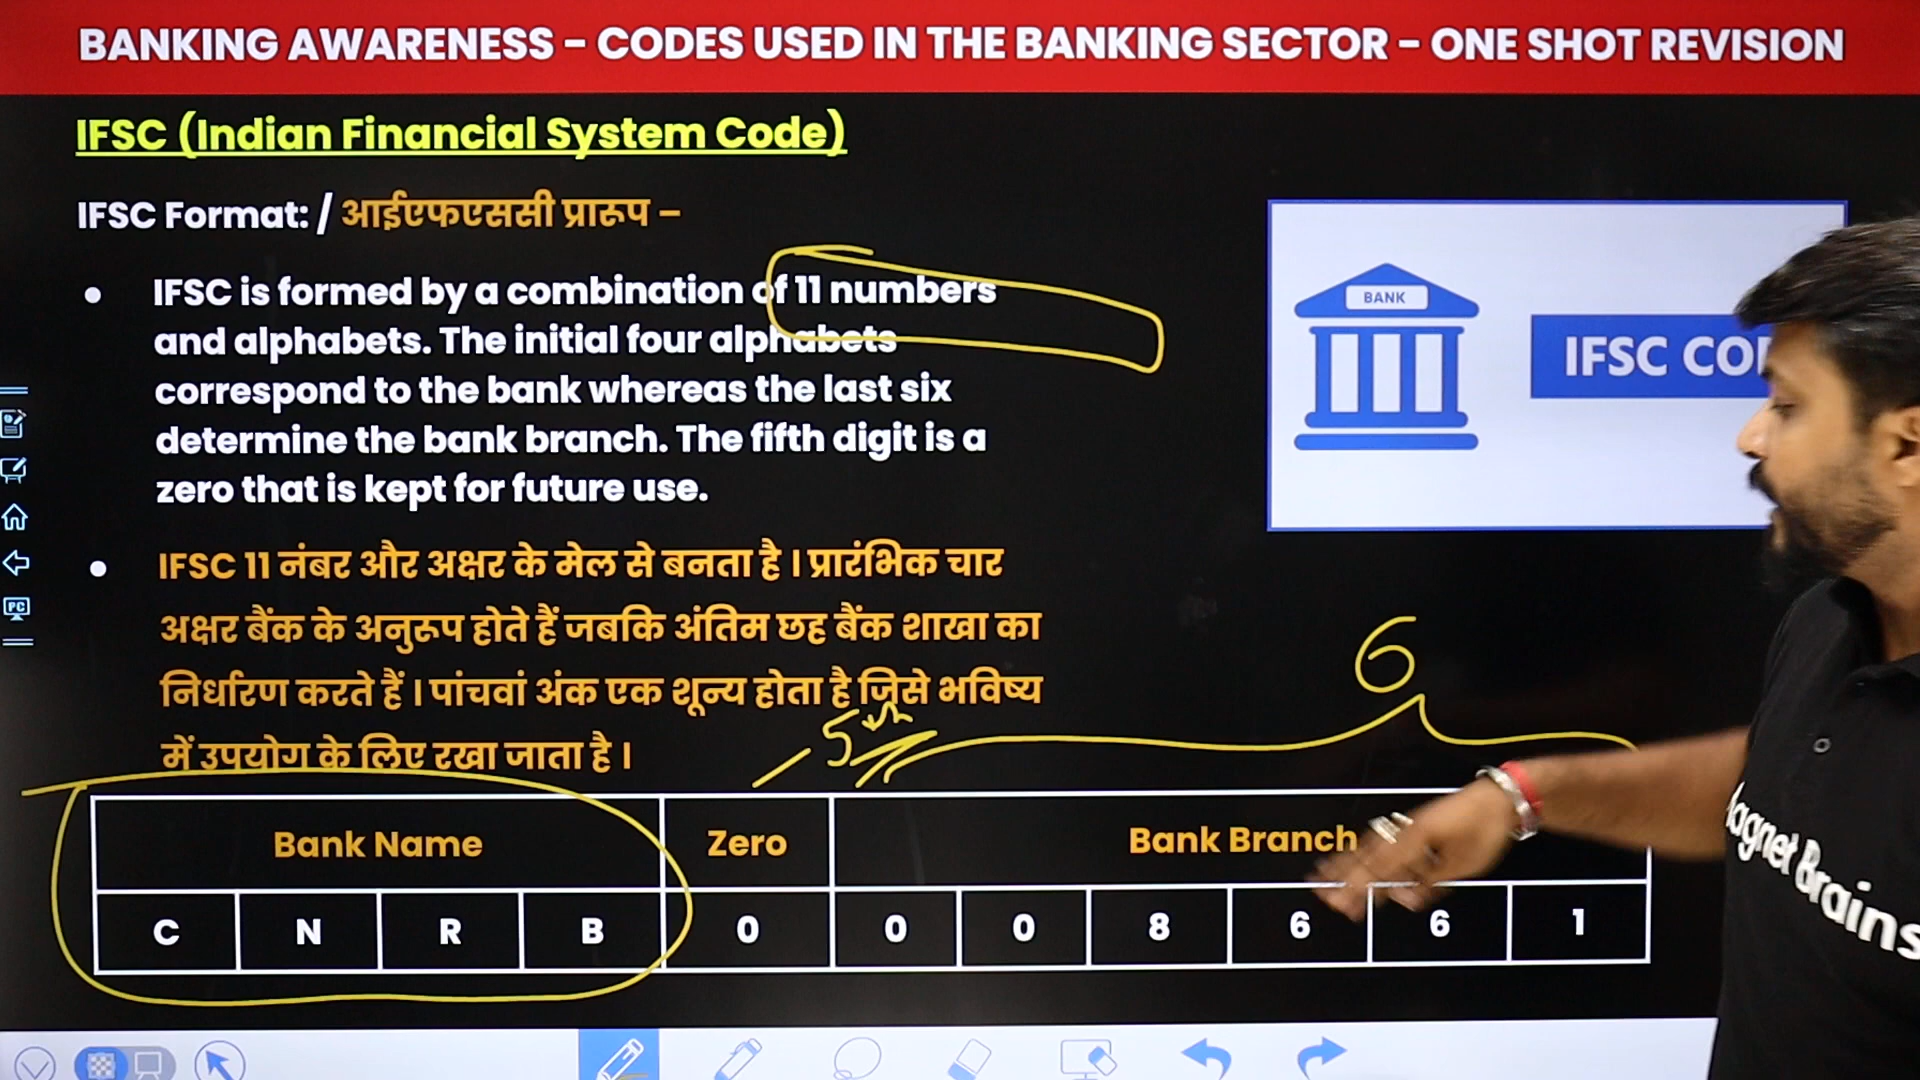 BANKING AWARENESS – CODES USED IN THE BANKING SECTOR – ONE SHOT REVISION
IFSC (Indian Financial System Code)
IFSC Format: / आईएफएससी प्रारूप –
• IFSC is formed by a combination of 11 numbers
and alphabets. The initial four alphabets
correspond to the bank whereas the last six
determine the bank branch. The fifth digit is a
zero that is kept for future use.
BANK
IFSC
• IFSC 11 नंबर और अक्षर के मेल से बनता है । प्रारंभिक चार
अक्षर बैंक के अनुरूप होते हैं जबकि अंतिम छह बैंक शाखा का
निर्धारण करते हैं । पांचवां अंक एक शून्य होता है जिसे भविष्य
में उपयोग के लिए रखा जाता है ।
6
5th
Bank Name Zero Bank Branch
C N R B 0 0 0 8 6 6 1
Brains
PC